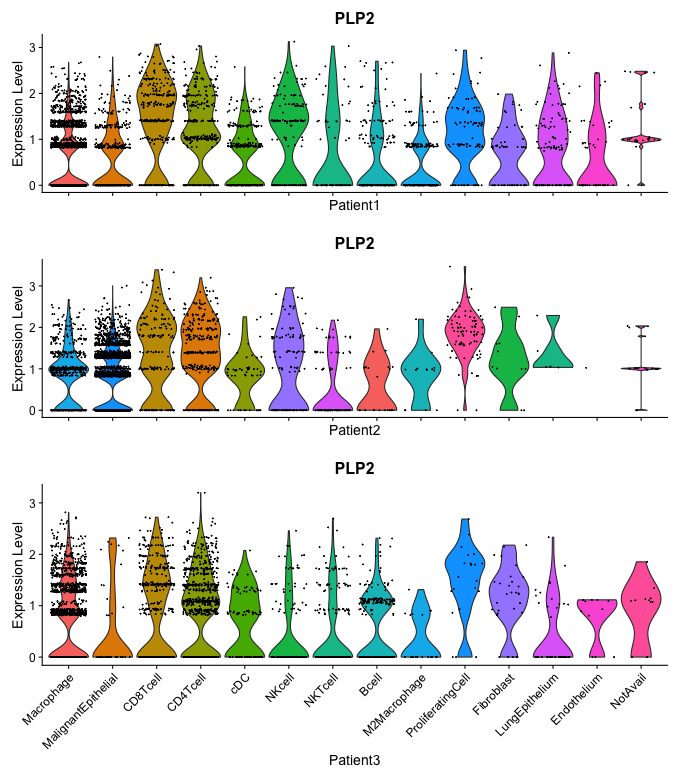 PLP2
Expression Level
3
2
1
0
Patient1
PLP2
Expression Level
3
2
1
0
Patient2
PLP2
Expression Level
3
2
1
0
Macrophage
MalignantEpithelial
CD8Tcell
CD4Tcell
cDC
NKcell
NKTcell
Bcell
M2Macrophage
ProliferatingCell
Fibroblast
LungEpithelium
Endothelium
NotAvail
Patient3